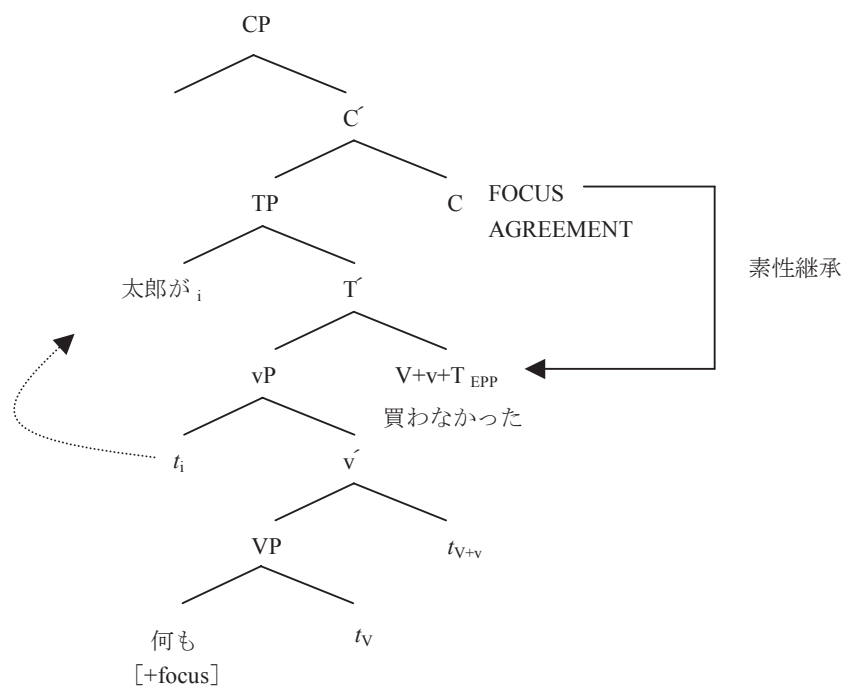 CP
C´
TP C FOCUS
AGREEMENT
素性継承
太郎が i T´
vP V+v+T EPP
買わなかった
ti v´
VP tV+v
何も tV
[+focus]